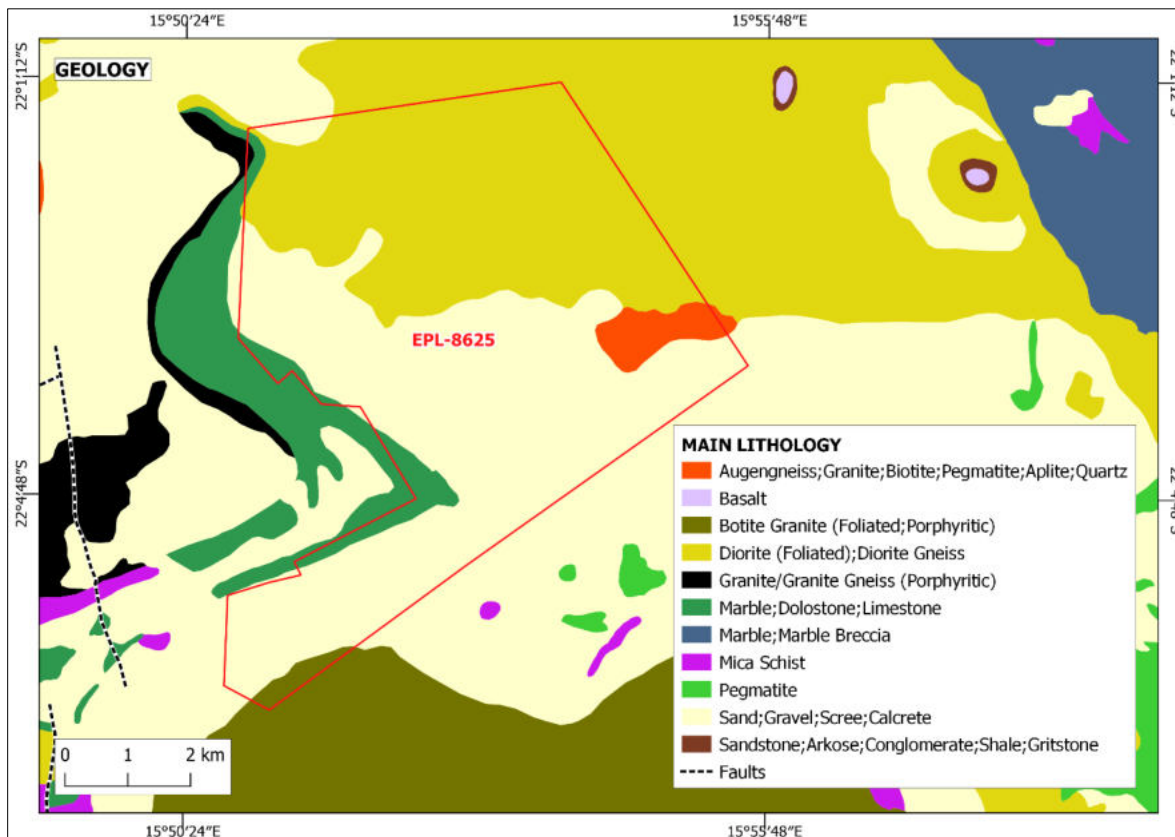 15°50′24″E
15°55′48″E
22°1′12″S
GEOLOGY
EPL-8625
22°4′48″S
MAIN LITHOLOGY
Augengneiss;Granite;Biotite;Pegmatite;Aplite;Quartz
Basalt
Botite Granite (Foliated;Porphyritic)
Diorite (Foliated);Diorite Gneiss
Granite/Granite Gneiss (Porphyritic)
Marble;Dolostone;Limestone
Marble;Marble Breccia
Mica Schist
Pegmatite
Sand;Gravel;Scree;Calcrete
Sandstone;Arkose;Conglomerate;Shale;Gritstone
Faults
0 1 2 km
15°50′24″E
15°55′48″E